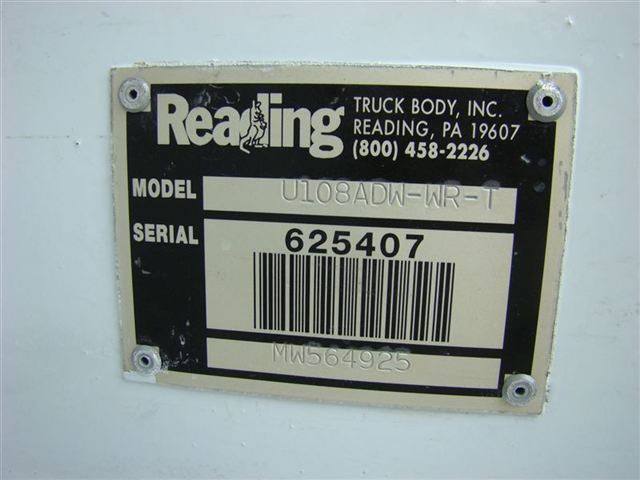 Reading
TRUCK BODY, INC.
READING, PA 19607
(800) 458-2226
MODEL U108ADW-WR-T
SERIAL 625407
MW564925